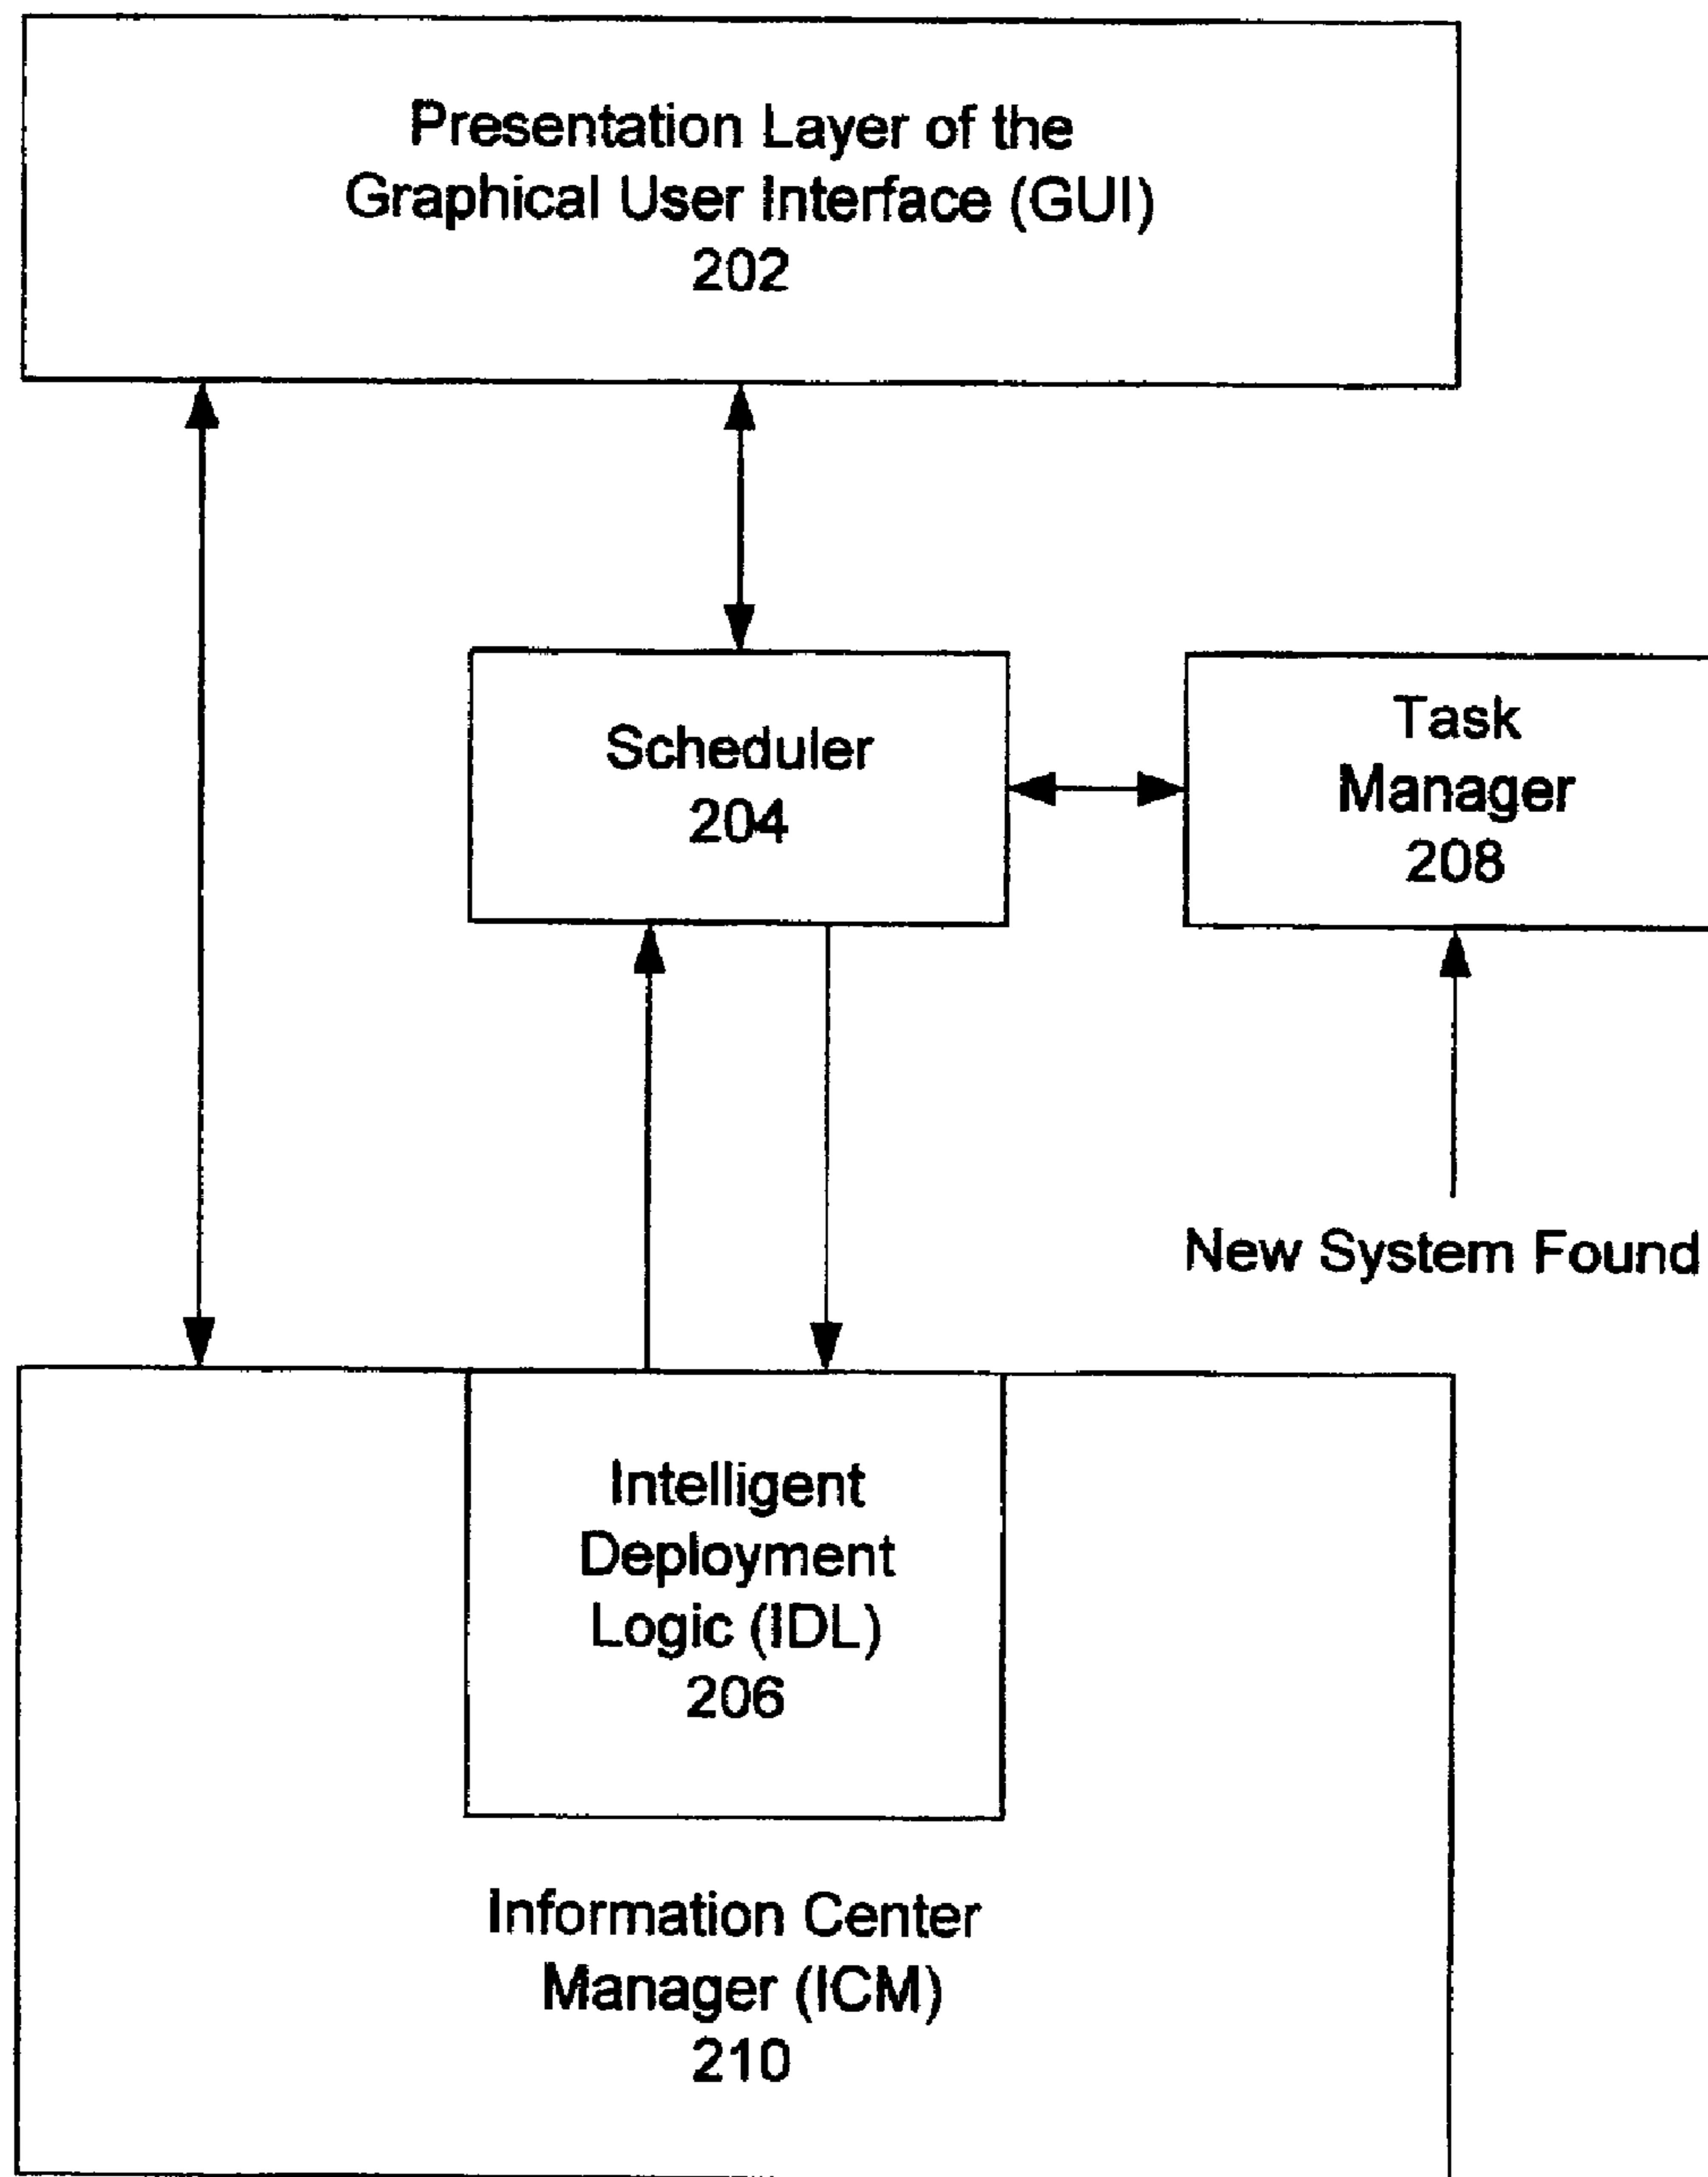 Presentation Layer of the
Graphical User Interface (GUI)
202
Scheduler
204
Task
Manager
208
New System Found
Intelligent
Deployment
Logic (IDL)
206
Information Center
Manager (ICM)
210